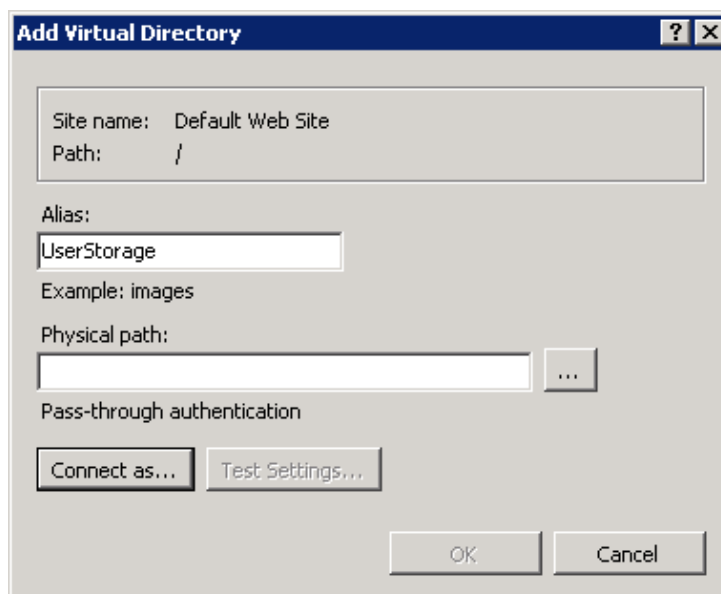 Add Virtual Directory
Site name: Default Web Site
Path: /
Alias:
UserStorage
Example: images
Physical path:
...
Pass-through authentication
Connect as... Test Settings...
OK Cancel